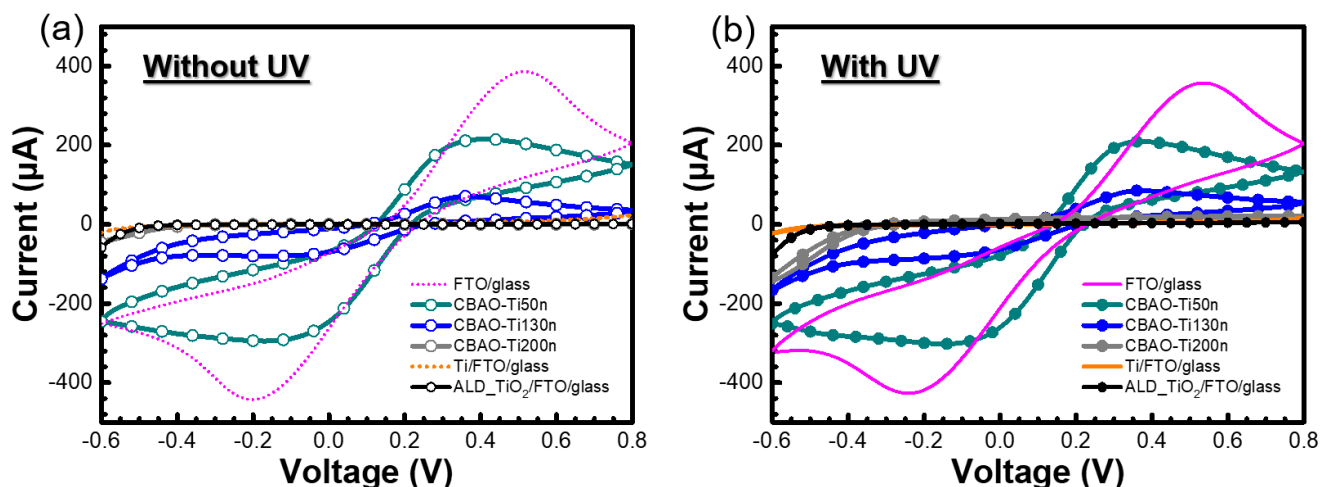 (a)
Without UV
Current (µA)
400
200
0
-200
-400
-0.6
-0.4
-0.2
0.0
0.2
0.4
0.6
0.8
Voltage (V)
FTO/glass
CBAO-Ti50n
CBAO-Ti130n
CBAO-Ti200n
Ti/FTO/glass
ALD_TiO₂/FTO/glass
(b)
With UV
Current (µA)
400
200
0
-200
-400
-0.6
-0.4
-0.2
0.0
0.2
0.4
0.6
0.8
Voltage (V)
FTO/glass
CBAO-Ti50n
CBAO-Ti130n
CBAO-Ti200n
Ti/FTO/glass
ALD_TiO₂/FTO/glass